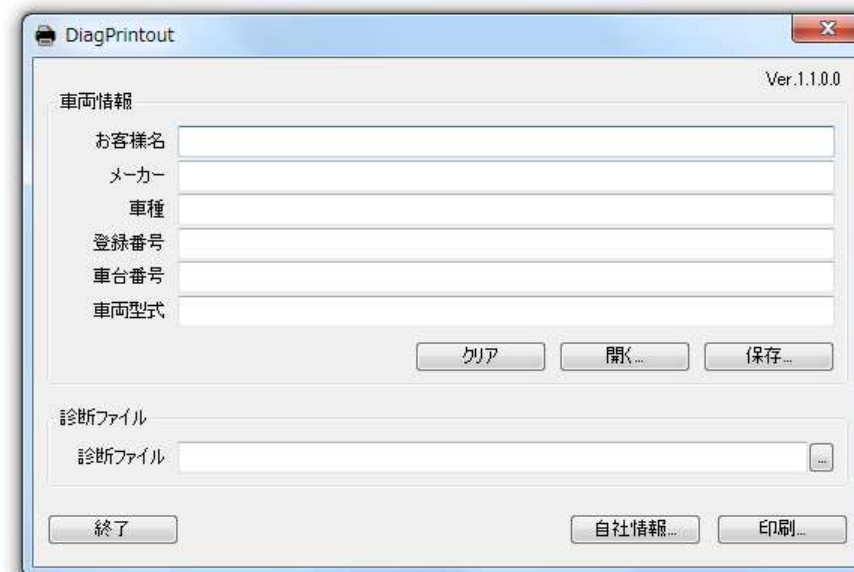 DiagPrintout
Ver.1.1.0.0
車両情報
お客様名
メーカー
車種
登録番号
車台番号
車両型式
クリア 開く... 保存...
診断ファイル
診断ファイル ...
終了 自社情報... 印刷...